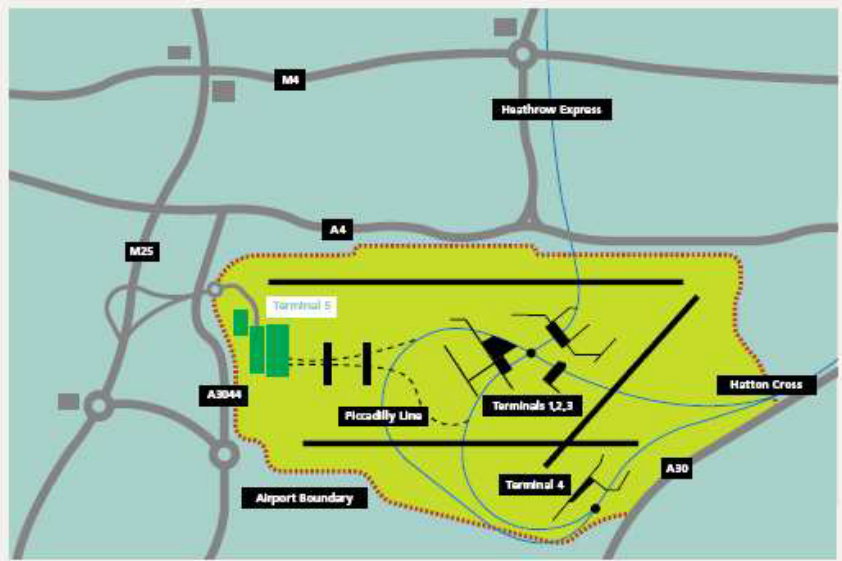 M4
Heathrow Express
A4
M25
Terminal 5
Hatton Cross
A3044
Terminals 1,2,3
Piccadilly Line
A30
Terminal 4
Airport Boundary